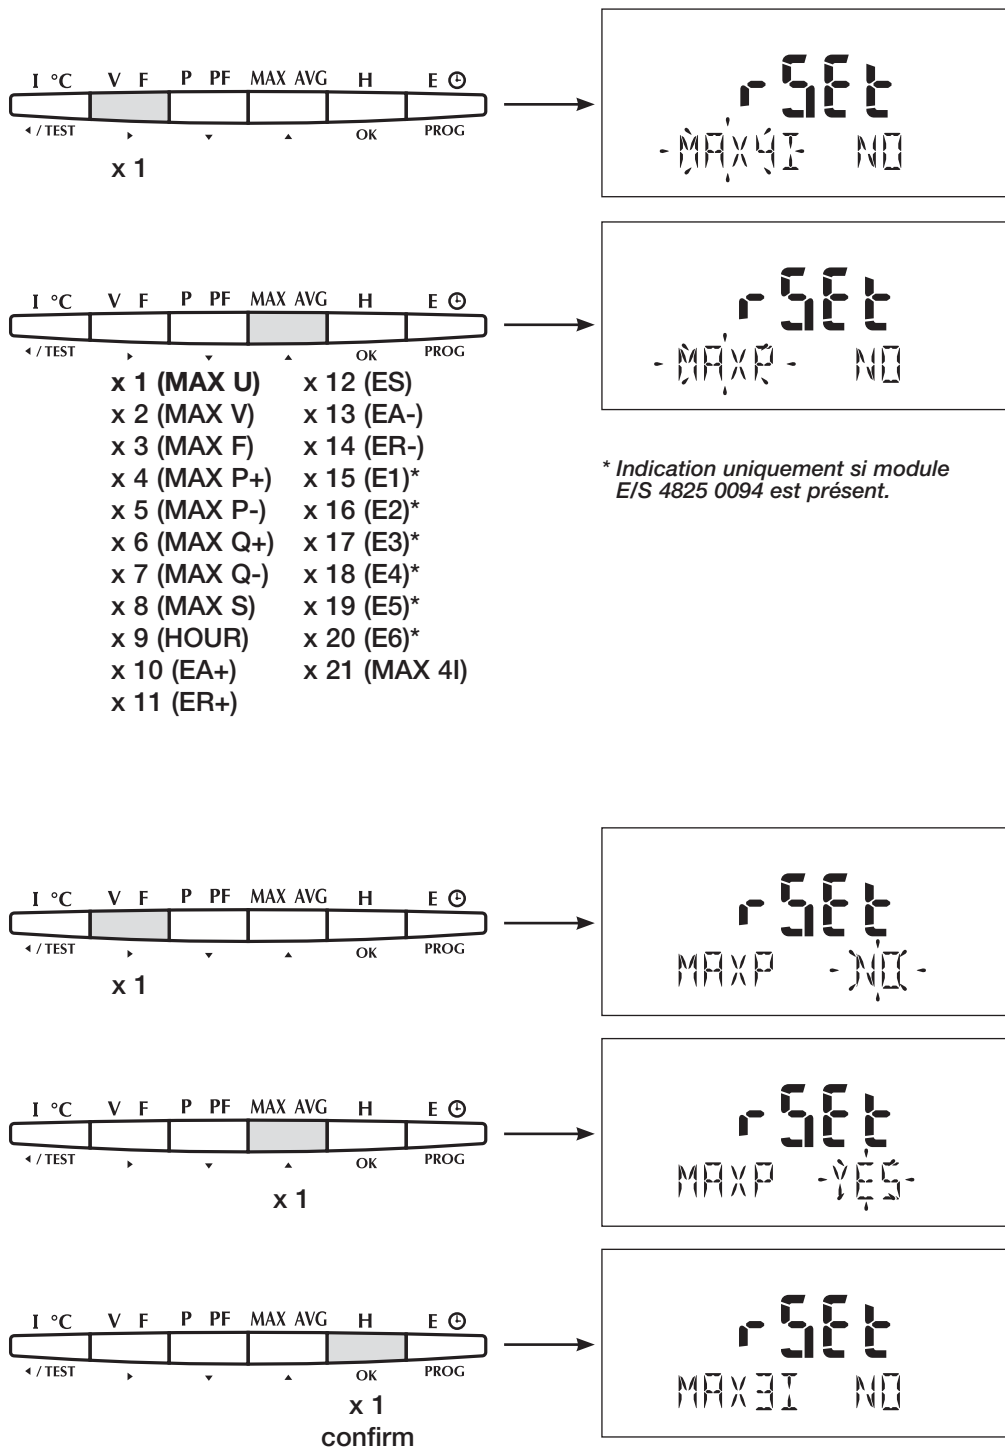 I °C V F P PF MAX AVG H E
/ TEST OK PROG
x 1
rSEt
MAX4I NO
I °C V F P PF MAX AVG H E
/ TEST OK PROG
x 1 (MAX U)
x 2 (MAX V)
x 3 (MAX F)
x 4 (MAX P+)
x 5 (MAX P-)
x 6 (MAX Q+)
x 7 (MAX Q-)
x 8 (MAX S)
x 9 (HOUR)
x 10 (EA+)
x 11 (ER+)
x 12 (ES)
x 13 (EA-)
x 14 (ER-)
x 15 (E1)*
x 16 (E2)*
x 17 (E3)*
x 18 (E4)*
x 19 (E5)*
x 20 (E6)*
x 21 (MAX 4I)
rSEt
MAXP NO
* Indication uniquement si module
E/S 4825 0094 est présent.
I °C V F P PF MAX AVG H E
/ TEST OK PROG
x 1
rSEt
MAXP NO
I °C V F P PF MAX AVG H E
/ TEST OK PROG
x 1
rSEt
MAXP YES
I °C V F P PF MAX AVG H E
/ TEST OK PROG
x 1
confirm
rSEt
MAX3I NO